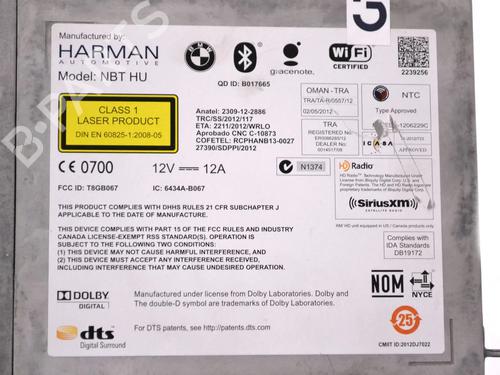 3
Manufactured by:
HARMAN
AUTOMOTIVE
Model: NBT HU
BMW
Bluetooth
QD ID: B017665
gracenote.
Wi Fi
CERTIFIED
2239256
CLASS 1
LASER PRODUCT
DIN EN 60825-1:2008-05
Anatel: 2309-12-2886
TRC/SS/2012/117
ETA: 2211/2012/WRLO
Aprobado CNC C-10873
COFETEL: RCPHANB13-0027
27390/SDPPI/2012
OMAN - TRA
TRA/TA-R/0557/12
02/05/2012
TRA
REGISTERED No:
ER0086285/12
DEALER No:
0014517/08
NTC
Type Approved
ICASA
CE 0700
12V
12A
N1374
HD Radio
FCC ID: T8GB067
IC: 6434A-B067
SiriusXM
SATELLITE RADIO
THIS PRODUCT COMPLIES WITH DHHS RULES 21 CFR SUBCHAPTER J
APPLICABLE TO THE DATE OF MANUFACTURE.
THIS DEVICE COMPLIES WITH PART 15 OF THE FCC RULES AND INDUSTRY
CANADA LICENSE-EXEMPT RSS STANDARD(S). OPERATION IS
SUBJECT TO THE FOLLOWING TWO CONDITIONS:
(1) THIS DEVICE MAY NOT CAUSE HARMFUL INTERFERENCE, AND
(2) THIS DEVICE MUST ACCEPT ANY INTERFERENCE RECEIVED,
INCLUDING INTERFERENCE THAT MAY CAUSE UNDESIRED OPERATION.
Complies with
IDA Standards
DB19172
DOLBY
DIGITAL
Manufactured under license from Dolby Laboratories. Dolby and
the double-D symbol are trademarks of Dolby Laboratories.
NOM
NYCE
dts
Digital Surround
For DTS patents, see http://patents.dts.com
25
CMIIT ID:2012DJ7022
B-PARTS